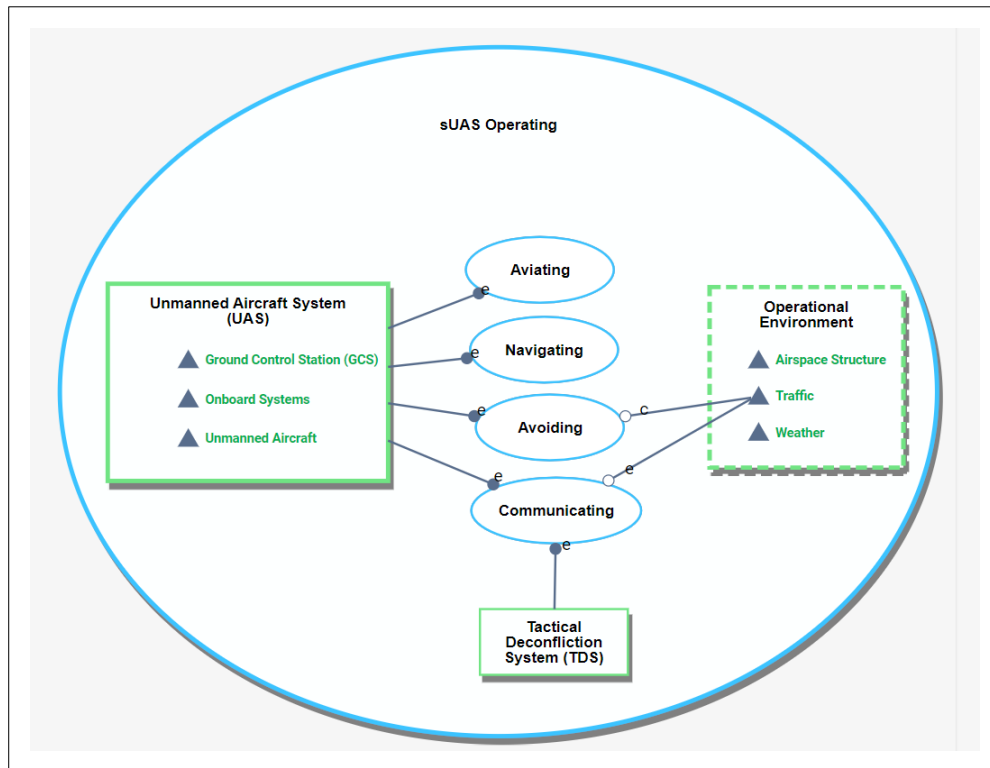 sUAS Operating
Aviating
e
Unmanned Aircraft System
(UAS)
Ground Control Station (GCS)
Onboard Systems
Unmanned Aircraft
Navigating
e
Avoiding
e
c
Communicating
e
e
e
Operational
Environment
Airspace Structure
Traffic
Weather
Tactical
Deconfliction
System (TDS)